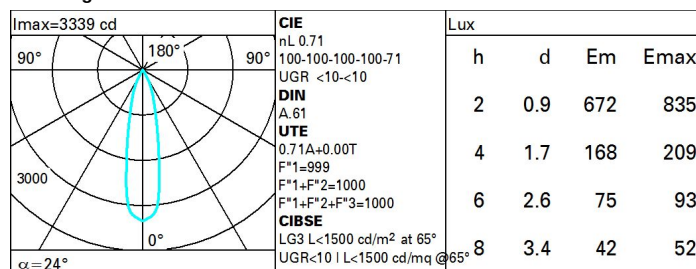 Imax=3339 cd
90° 180° 90°
3000
0°
α=24°
CIE
nL 0.71
100-100-100-100-71
UGR <10-<10
DIN
A.61
UTE
0.71A+0.00T
F"1=999
F"1+F"2=1000
F"1+F"2+F"3=1000
CIBSE
LG3 L<1500 cd/m² at 65°
UGR<10 | L<1500 cd/mq @65°
Lux
h d Em Emax
2 0.9 672 835
4 1.7 168 209
6 2.6 75 93
8 3.4 42 52